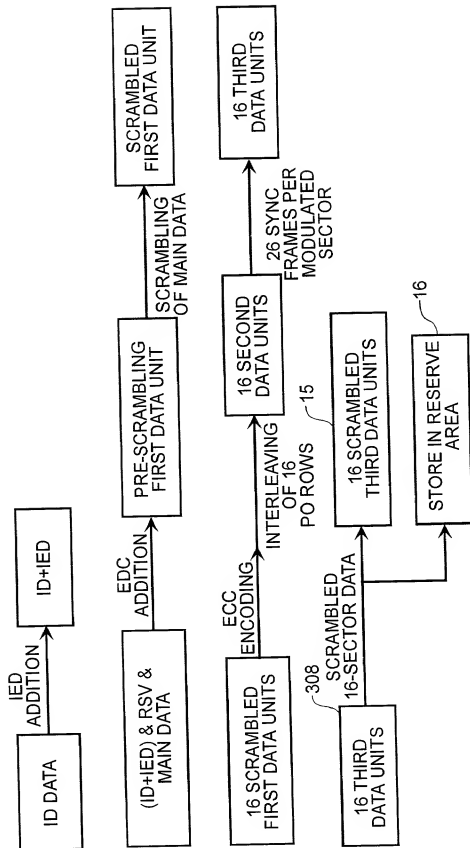 ID DATA
IED
ADDITION
ID+IED
(ID+IED) & RSV &
MAIN DATA
EDC
ADDITION
PRE-SCRAMBLING
FIRST DATA UNIT
SCRAMBLING
OF MAIN DATA
SCRAMBLED
FIRST DATA UNIT
16 SCRAMBLED
FIRST DATA UNITS
ECC
ENCODING
INTERLEAVING
OF 16
PO ROWS
16 SECOND
DATA UNITS
26 SYNC
FRAMES PER
MODULATED
SECTOR
16 THIRD
DATA UNITS
308
16 THIRD
DATA UNITS
SCRAMBLED
16-SECTOR DATA
15
16 SCRAMBLED
THIRD DATA UNITS
16
STORE IN RESERVE
AREA